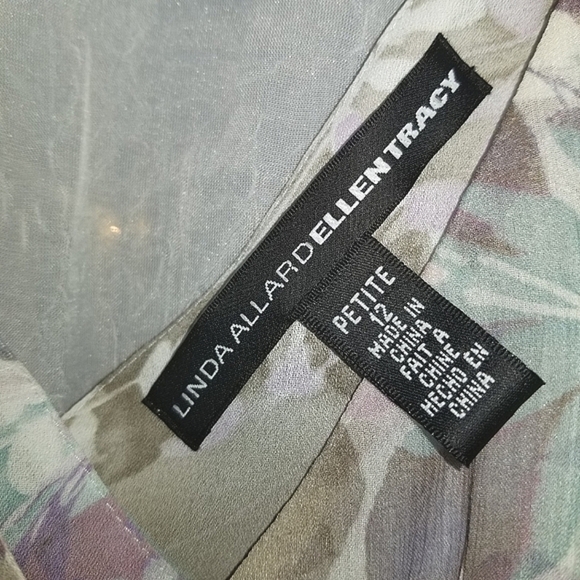 LINDA ALLARD ELLEN TRACY
PETITE
12
MADE IN
CHINA
FAIT A
CHINE
HECHO EN
CHINA